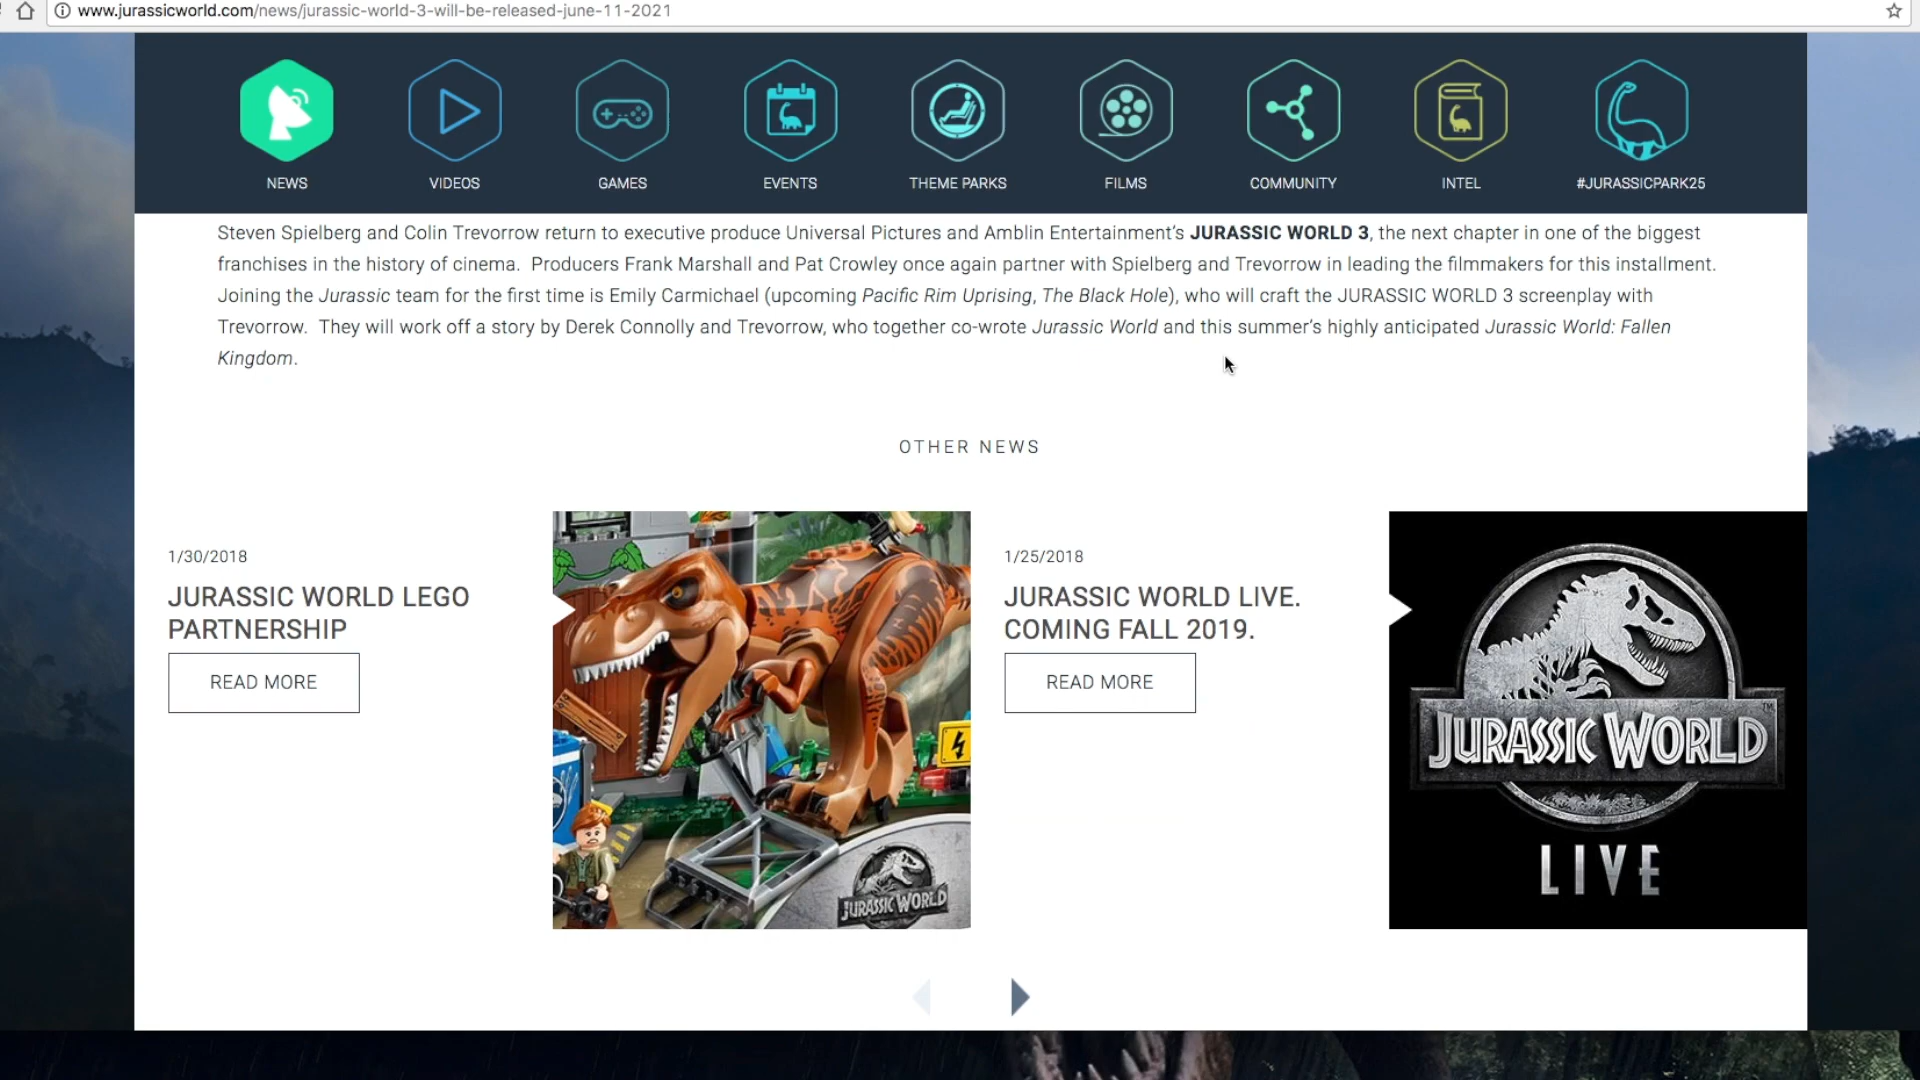 www.jurassicworld.com/news/jurassic-world-3-will-be-released-june-11-2021
NEWS
VIDEOS
GAMES
EVENTS
THEME PARKS
FILMS
COMMUNITY
INTEL
#JURASSICPARK25
Steven Spielberg and Colin Trevorrow return to executive produce Universal Pictures and Amblin Entertainment's JURASSIC WORLD 3, the next chapter in one of the biggest
franchises in the history of cinema.  Producers Frank Marshall and Pat Crowley once again partner with Spielberg and Trevorrow in leading the filmmakers for this installment.
Joining the Jurassic team for the first time is Emily Carmichael (upcoming Pacific Rim Uprising, The Black Hole), who will craft the JURASSIC WORLD 3 screenplay with
Trevorrow.  They will work off a story by Derek Connolly and Trevorrow, who together co-wrote Jurassic World and this summer's highly anticipated Jurassic World: Fallen
Kingdom.
OTHER NEWS
1/30/2018
JURASSIC WORLD LEGO
PARTNERSHIP
READ MORE
JURASSIC WORLD
1/25/2018
JURASSIC WORLD LIVE.
COMING FALL 2019.
READ MORE
JURASSIC WORLD
TM
LIVE